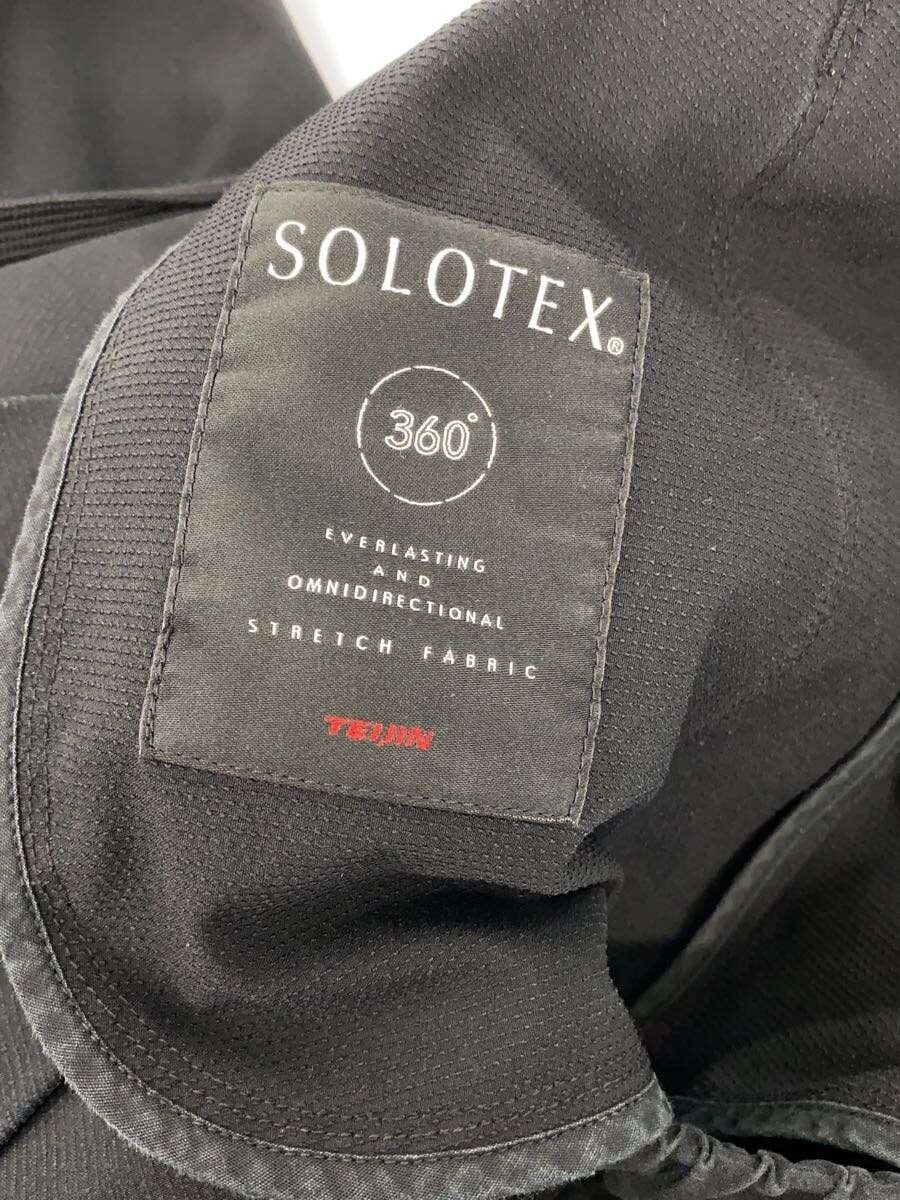 SOLOTEX®
360°
EVERLASTING
AND
OMNIDIRECTIONAL
STRETCH FABRIC
TEIJIN